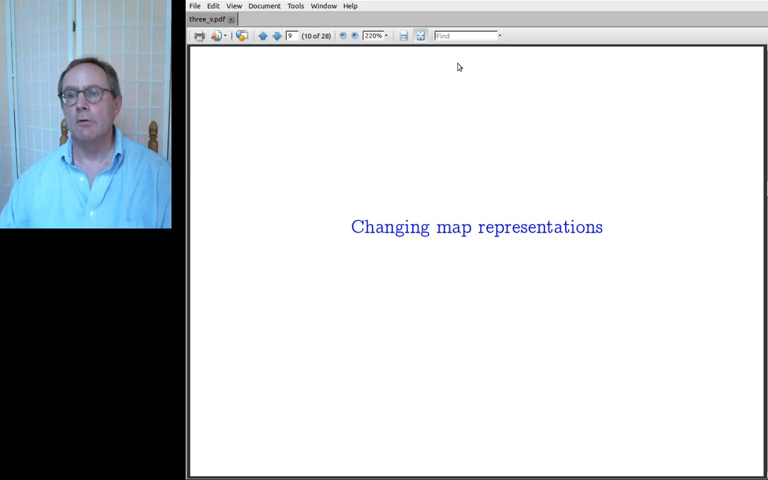 File Edit View Document Tools Window Help
three_v.pdf
9 (10 of 28) 220% Find
Changing map representations